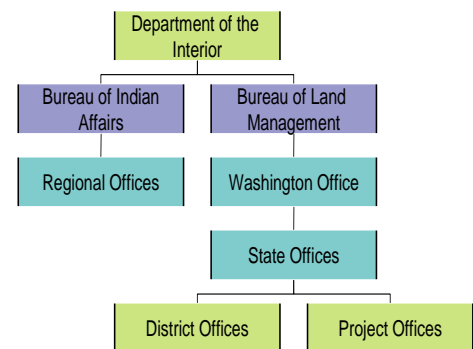 Department of the
Interior
Bureau of Indian
Affairs
Bureau of Land
Management
Regional Offices
Washington Office
State Offices
District Offices
Project Offices